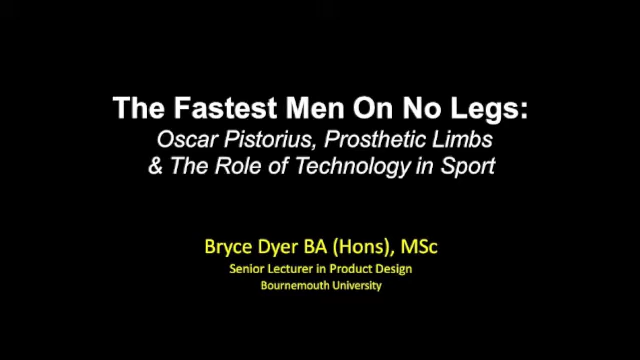 The Fastest Men On No Legs:
Oscar Pistorius, Prosthetic Limbs
& The Role of Technology in Sport
Bryce Dyer BA (Hons), MSc
Senior Lecturer in Product Design
Bournemouth University